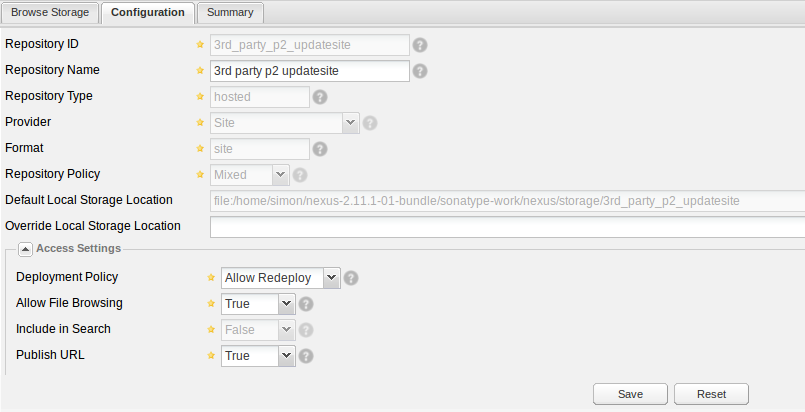 Browse Storage Configuration Summary
Repository ID 3rd_party_p2_updatesite ?
Repository Name 3rd party p2 updatesite ?
Repository Type hosted ?
Provider Site ?
Format site ?
Repository Policy Mixed ?
Default Local Storage Location file:/home/simon/nexus-2.11.1-01-bundle/sonatype-work/nexus/storage/3rd_party_p2_updatesite
Override Local Storage Location
Access Settings
Deployment Policy Allow Redeploy ?
Allow File Browsing True ?
Include in Search False ?
Publish URL True ?
Save Reset